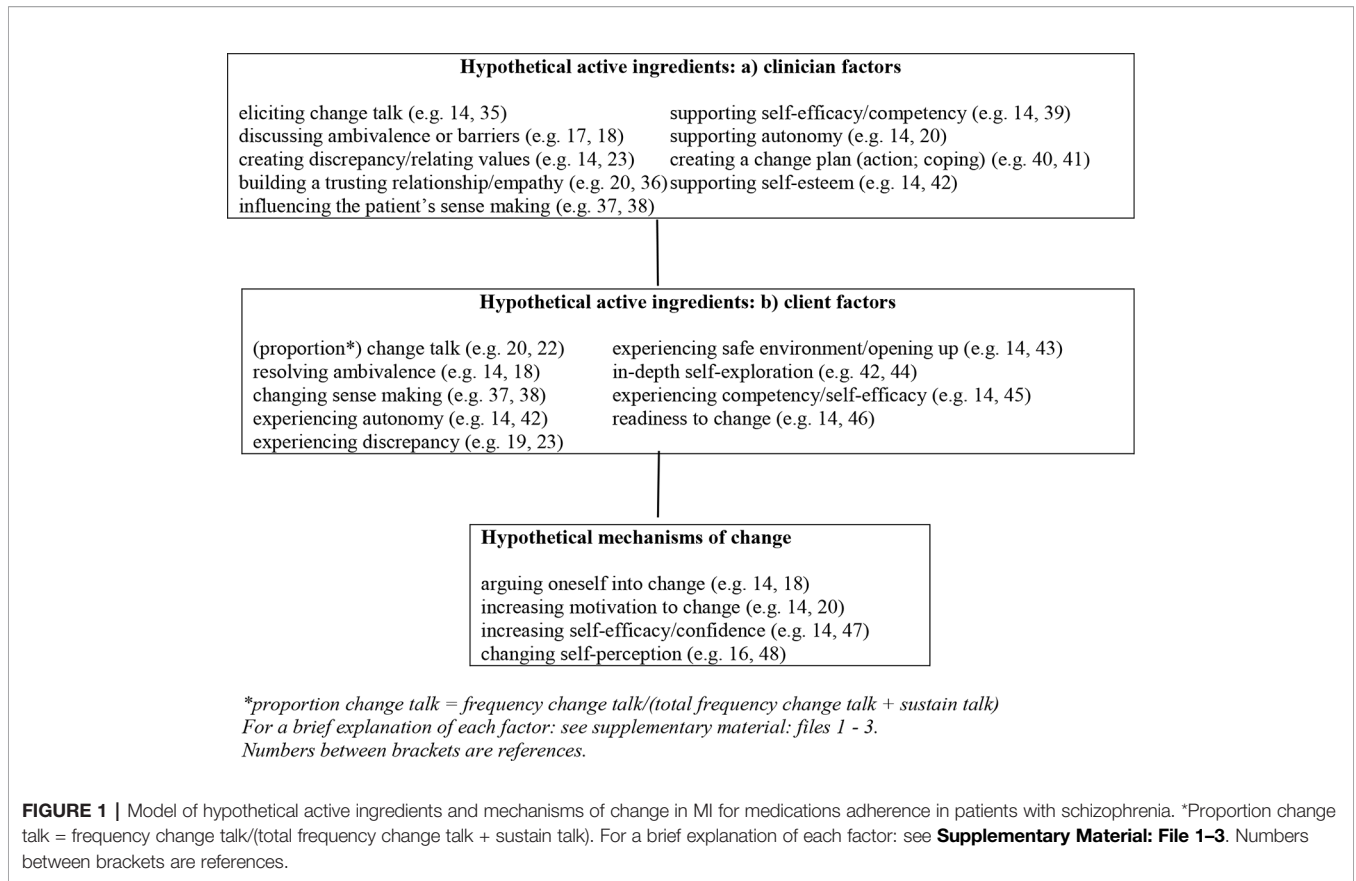 Hypothetical active ingredients: a) clinician factors
eliciting change talk (e.g. 14, 35)
discussing ambivalence or barriers (e.g. 17, 18)
creating discrepancy/relating values (e.g. 14, 23)
building a trusting relationship/empathy (e.g. 20, 36)
influencing the patient's sense making (e.g. 37, 38)
supporting self-efficacy/competency (e.g. 14, 39)
supporting autonomy (e.g. 14, 20)
creating a change plan (action; coping) (e.g. 40, 41)
supporting self-esteem (e.g. 14, 42)
Hypothetical active ingredients: b) client factors
(proportion*) change talk (e.g. 20, 22)
resolving ambivalence (e.g. 14, 18)
changing sense making (e.g. 37, 38)
experiencing autonomy (e.g. 14, 42)
experiencing discrepancy (e.g. 19, 23)
experiencing safe environment/opening up (e.g. 14, 43)
in-depth self-exploration (e.g. 42, 44)
experiencing competency/self-efficacy (e.g. 14, 45)
readiness to change (e.g. 14, 46)
Hypothetical mechanisms of change
arguing oneself into change (e.g. 14, 18)
increasing motivation to change (e.g. 14, 20)
increasing self-efficacy/confidence (e.g. 14, 47)
changing self-perception (e.g. 16, 48)
*proportion change talk = frequency change talk/(total frequency change talk + sustain talk)
For a brief explanation of each factor: see supplementary material: files 1 - 3.
Numbers between brackets are references.
FIGURE 1 | Model of hypothetical active ingredients and mechanisms of change in MI for medications adherence in patients with schizophrenia. *Proportion change
talk = frequency change talk/(total frequency change talk + sustain talk). For a brief explanation of each factor: see Supplementary Material: File 1–3. Numbers
between brackets are references.